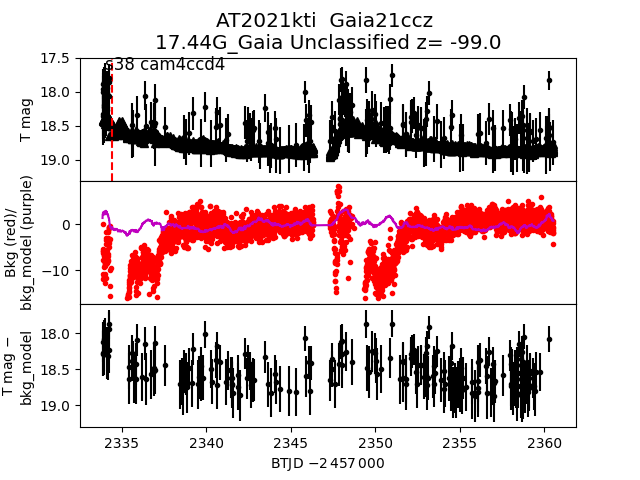 AT2021kti  Gaia21ccz
17.44G_Gaia Unclassified z= -99.0
s38 cam4ccd4
17.5
18.0
18.5
19.0
T mag
0
−10
Bkg (red)/
bkg_model (purple)
18.0
18.5
19.0
T mag −
bkg_model
2335 2340 2345 2350 2355 2360
BTJD −2 457 000